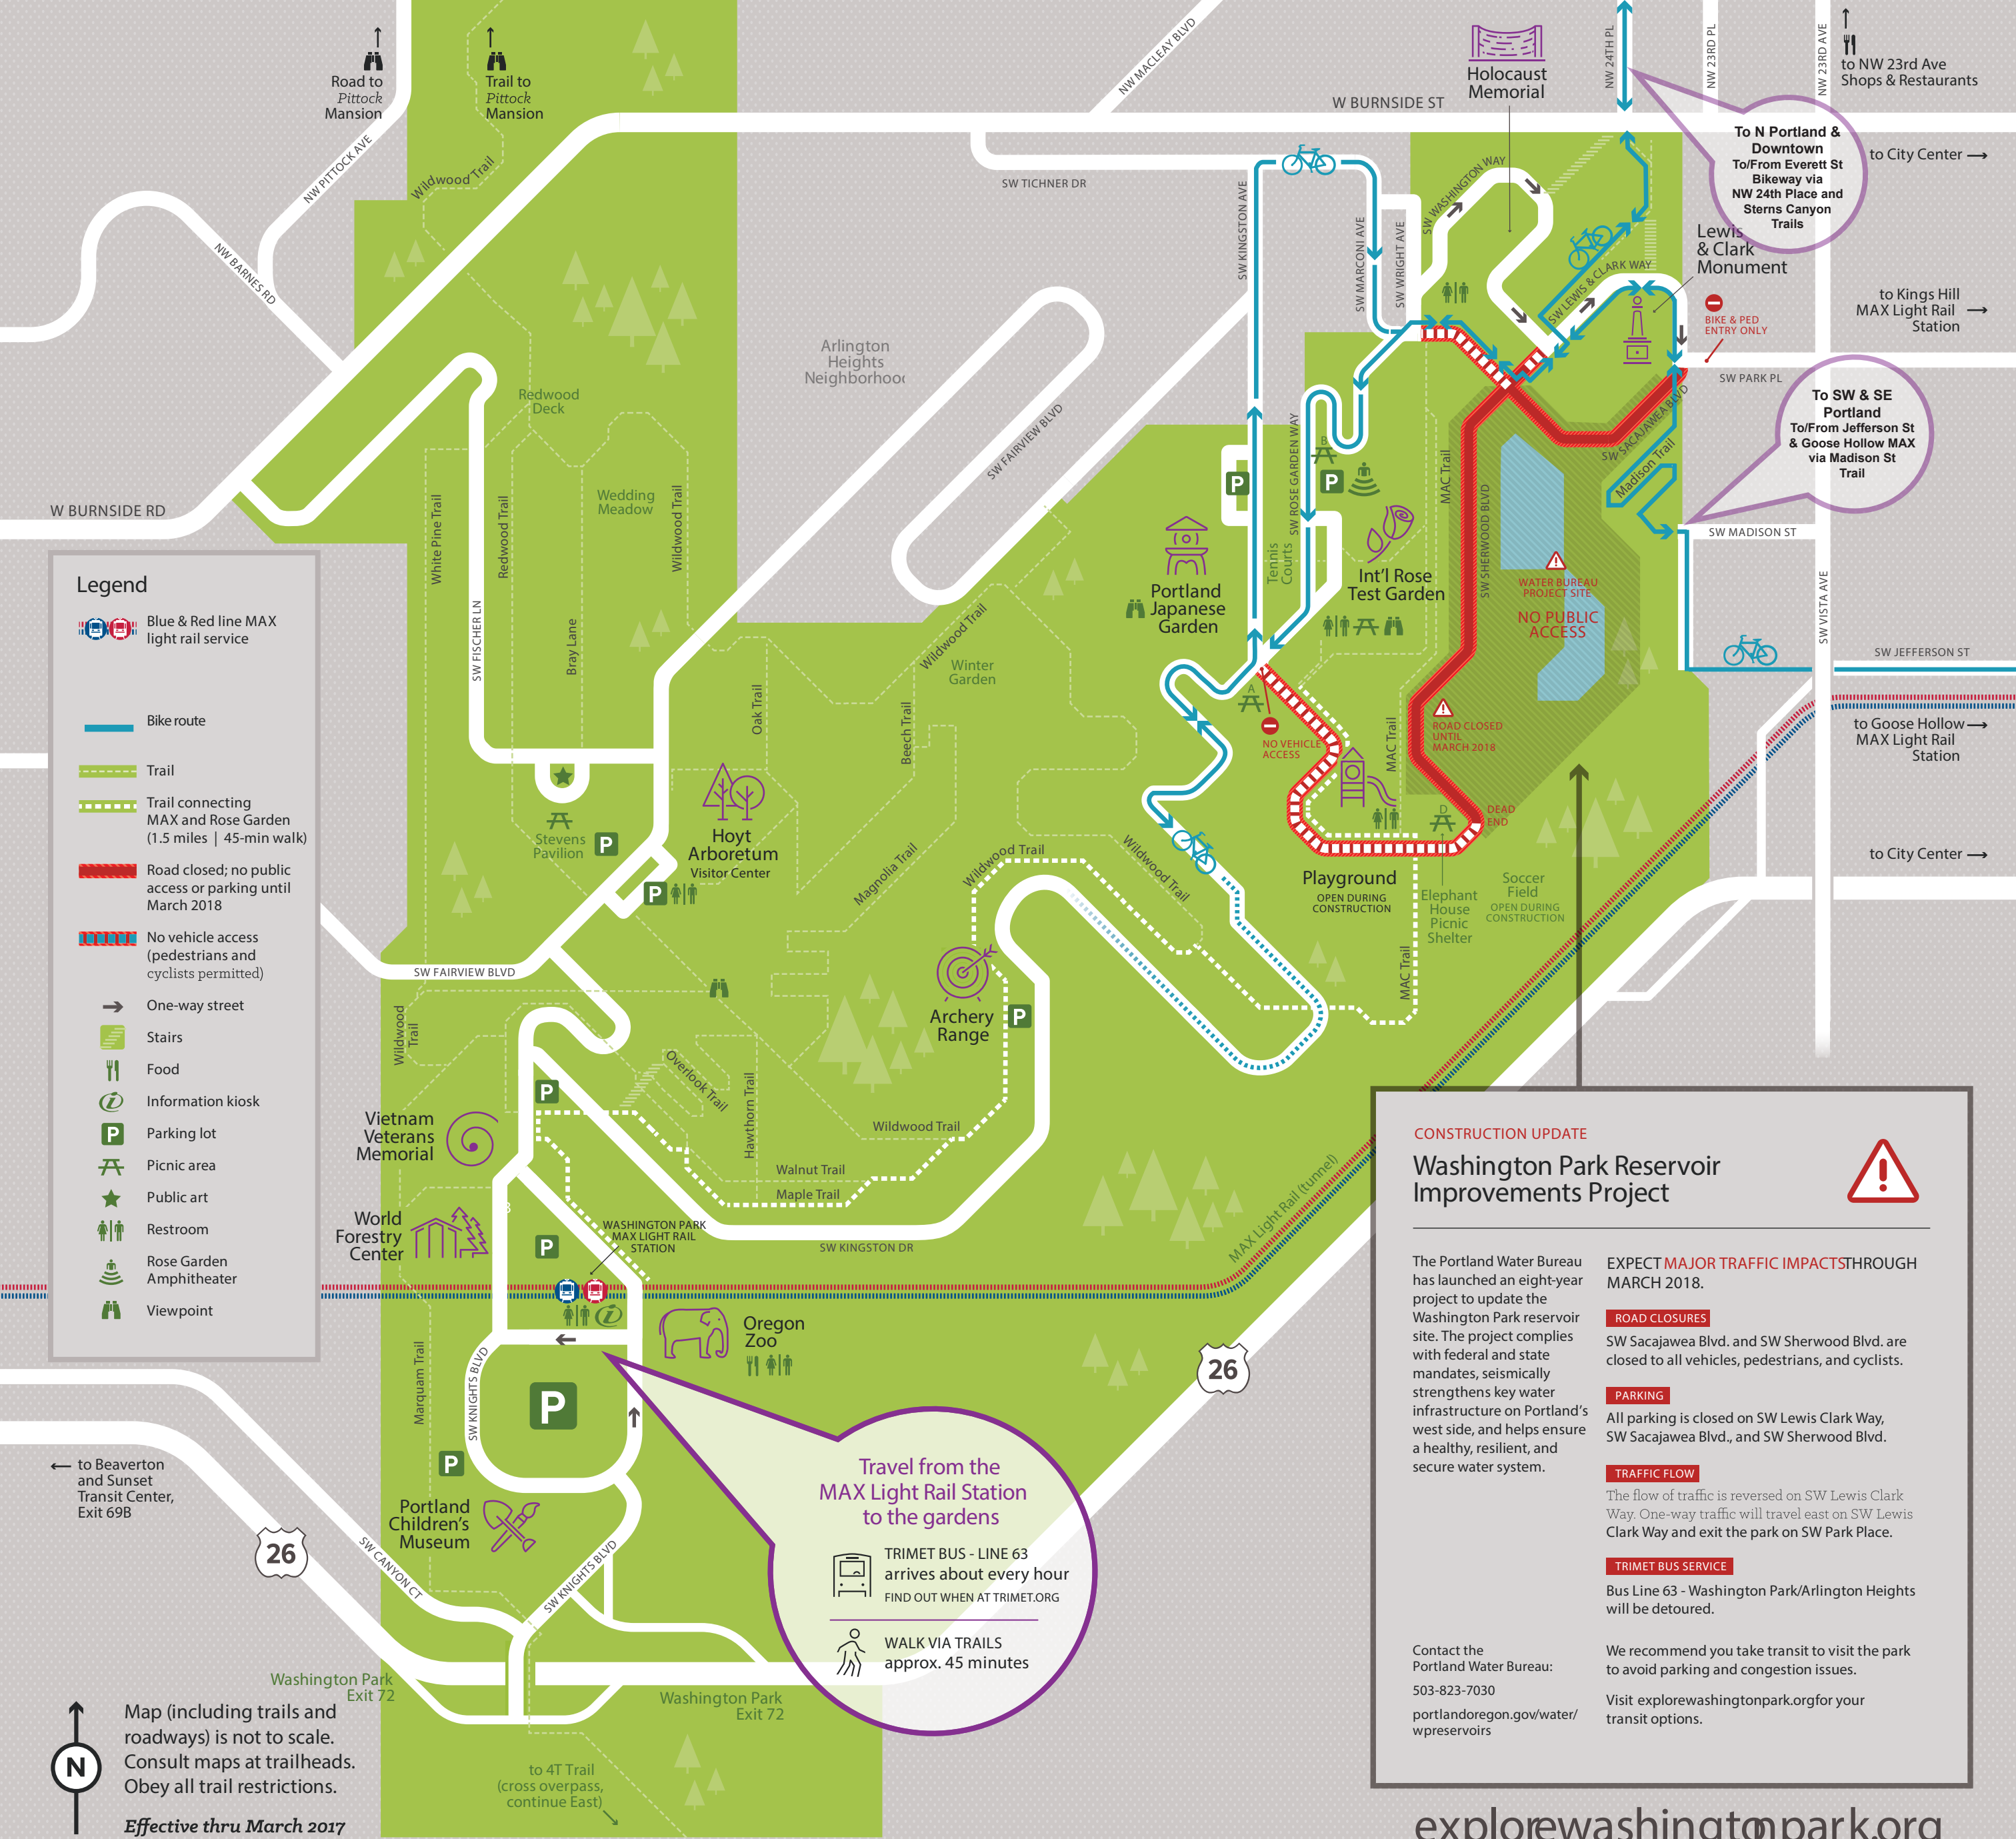 Road to
Pittock
Mansion
Trail to
Pittock
Mansion
NW MACLEAY BLVD
Holocaust
Memorial
NW 24TH PL
NW 23RD PL
NW 23RD AVE
to NW 23rd Ave
Shops & Restaurants
W BURNSIDE ST
To N Portland &
Downtown
To/From Everett St
Bikeway via
NW 24th Place and
Sterns Canyon
Trails
to City Center
NW PITTOCK AVE
Wildwood Trail
SW TICHNER DR
SW KINGSTON AVE
SW MARCONI AVE
SW WRIGHT AVE
SW WASHINGTON WAY
SW LEWIS & CLARK WAY
Lewis
& Clark
Monument
NW BARNES RD
to Kings Hill
MAX Light Rail
Station
BIKE & PED
ENTRY ONLY
SW PARK PL
Arlington
Heights
Neighborhood
Redwood
Deck
SW FAIRVIEW BLVD
To SW & SE
Portland
To/From Jefferson St
& Goose Hollow MAX
via Madison St
Trail
SW SACAJAWEA BLVD
Madison Trail
W BURNSIDE RD
White Pine Trail
Redwood Trail
Wedding
Meadow
Wildwood Trail
SW ROSE GARDEN WAY
B
P
P
MAC Trail
SW SHERWOOD BLVD
SW MADISON ST
Tennis
Courts
Int'l Rose
Test Garden
Portland
Japanese
Garden
WATER BUREAU
PROJECT SITE
NO PUBLIC
ACCESS
SW VISTA AVE
SW JEFFERSON ST
Legend
Blue & Red line MAX
light rail service
Bike route
Trail
Trail connecting
MAX and Rose Garden
(1.5 miles | 45-min walk)
Road closed; no public
access or parking until
March 2018
No vehicle access
(pedestrians and
cyclists permitted)
One-way street
Stairs
Food
Information kiosk
P
Parking lot
Picnic area
Public art
Restroom
Rose Garden
Amphitheater
Viewpoint
SW FISCHER LN
Bray Lane
Wildwood Trail
Winter
Garden
Oak Trail
Beech Trail
A
NO VEHICLE
ACCESS
MAC Trail
ROAD CLOSED
UNTIL
MARCH 2018
to Goose Hollow
MAX Light Rail
Station
Stevens
Pavilion
P
Hoyt
Arboretum
Visitor Center
P
Magnolia Trail
Wildwood Trail
Wildwood Trail
D
DEAD
END
Playground
OPEN DURING
CONSTRUCTION
Elephant
House
Picnic
Shelter
Soccer
Field
OPEN DURING
CONSTRUCTION
to City Center
SW FAIRVIEW BLVD
MAC Trail
Wildwood
Trail
Archery
Range
P
Overlook Trail
Hawthorn Trail
P
Vietnam
Veterans
Memorial
Wildwood Trail
Walnut Trail
Maple Trail
World
Forestry
Center
P
WASHINGTON PARK
MAX LIGHT RAIL
STATION
SW KINGSTON DR
MAX Light Rail (tunnel)
Oregon
Zoo
Marquam Trail
SW KNIGHTS BLVD
P
P
26
Portland
Children's
Museum
to Beaverton
and Sunset
Transit Center,
Exit 69B
26
SW CANYON CT
SW KNIGHTS BLVD
Travel from the
MAX Light Rail Station
to the gardens
TRIMET BUS - LINE 63
arrives about every hour
FIND OUT WHEN AT TRIMET.ORG
WALK VIA TRAILS
approx. 45 minutes
Washington Park
Exit 72
Washington Park
Exit 72
to 4T Trail
(cross overpass,
continue East)
N
Map (including trails and
roadways) is not to scale.
Consult maps at trailheads.
Obey all trail restrictions.
Effective thru March 2017
CONSTRUCTION UPDATE
Washington Park Reservoir
Improvements Project
The Portland Water Bureau
has launched an eight-year
project to update the
Washington Park reservoir
site. The project complies
with federal and state
mandates, seismically
strengthens key water
infrastructure on Portland's
west side, and helps ensure
a healthy, resilient, and
secure water system.
Contact the
Portland Water Bureau:
503-823-7030
portlandoregon.gov/water/
wpreservoirs
EXPECT MAJOR TRAFFIC IMPACTS THROUGH
MARCH 2018.
ROAD CLOSURES
SW Sacajawea Blvd. and SW Sherwood Blvd. are
closed to all vehicles, pedestrians, and cyclists.
PARKING
All parking is closed on SW Lewis Clark Way,
SW Sacajawea Blvd., and SW Sherwood Blvd.
TRAFFIC FLOW
The flow of traffic is reversed on SW Lewis Clark
Way. One-way traffic will travel east on SW Lewis
Clark Way and exit the park on SW Park Place.
TRIMET BUS SERVICE
Bus Line 63 - Washington Park/Arlington Heights
will be detoured.
We recommend you take transit to visit the park
to avoid parking and congestion issues.
Visit explorewashingtonpark.orgfor your
transit options.
explorewashingtonpark.org